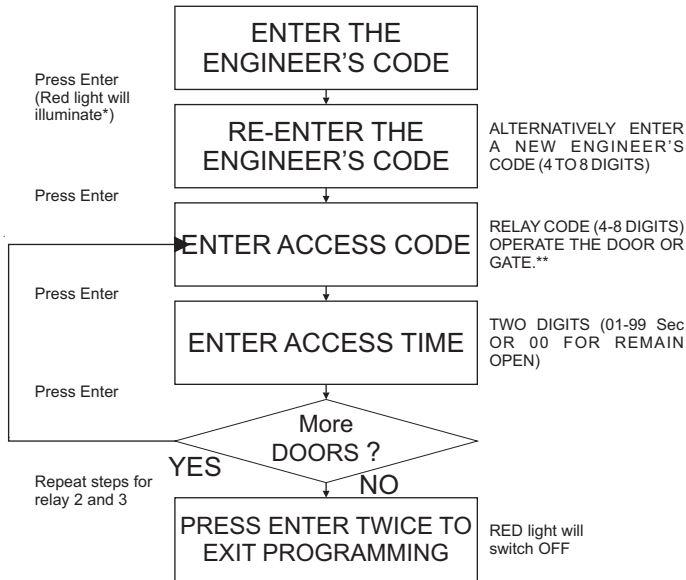 ENTER THE
ENGINEER'S CODE
Press Enter
(Red light will
illuminate*)
RE-ENTER THE
ENGINEER'S CODE
ALTERNATIVELY ENTER
A NEW ENGINEER'S
CODE (4 TO 8 DIGITS)
Press Enter
ENTER ACCESS CODE
RELAY CODE (4-8 DIGITS)
OPERATE THE DOOR OR
GATE.**
Press Enter
ENTER ACCESS TIME
TWO DIGITS (01-99 Sec
OR 00 FOR REMAIN
OPEN)
Press Enter
More
DOORS ?
YES
NO
Repeat steps for
relay 2 and 3
PRESS ENTER TWICE TO
EXIT PROGRAMMING
RED light will
switch OFF